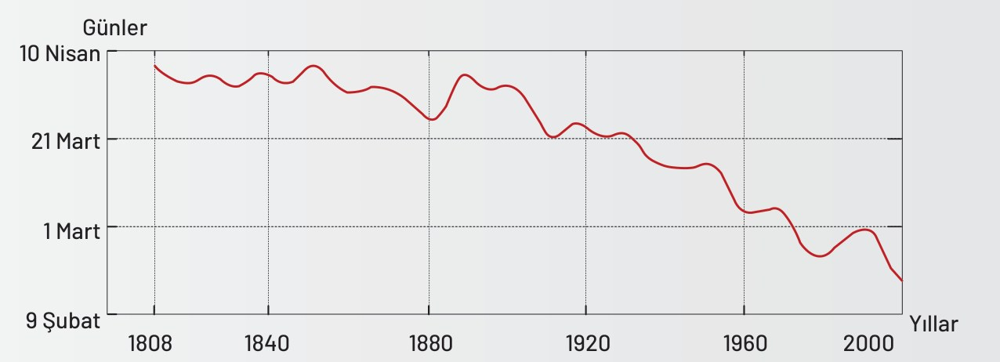 Günler
10 Nisan
21 Mart
1 Mart
9 Şubat
Yıllar
1808 1840 1880 1920 1960 2000